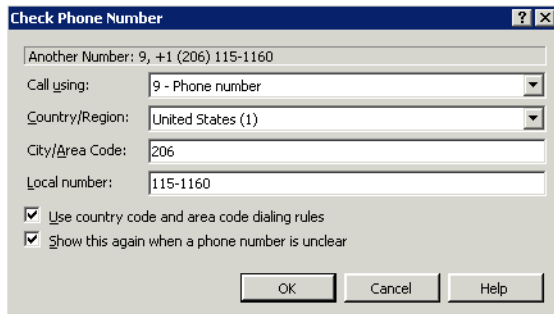 Check Phone Number
Another Number: 9, +1 (206) 115-1160
Call using: 9 - Phone number
Country/Region: United States (1)
City/Area Code: 206
Local number: 115-1160
Use country code and area code dialing rules
Show this again when a phone number is unclear
OK Cancel Help